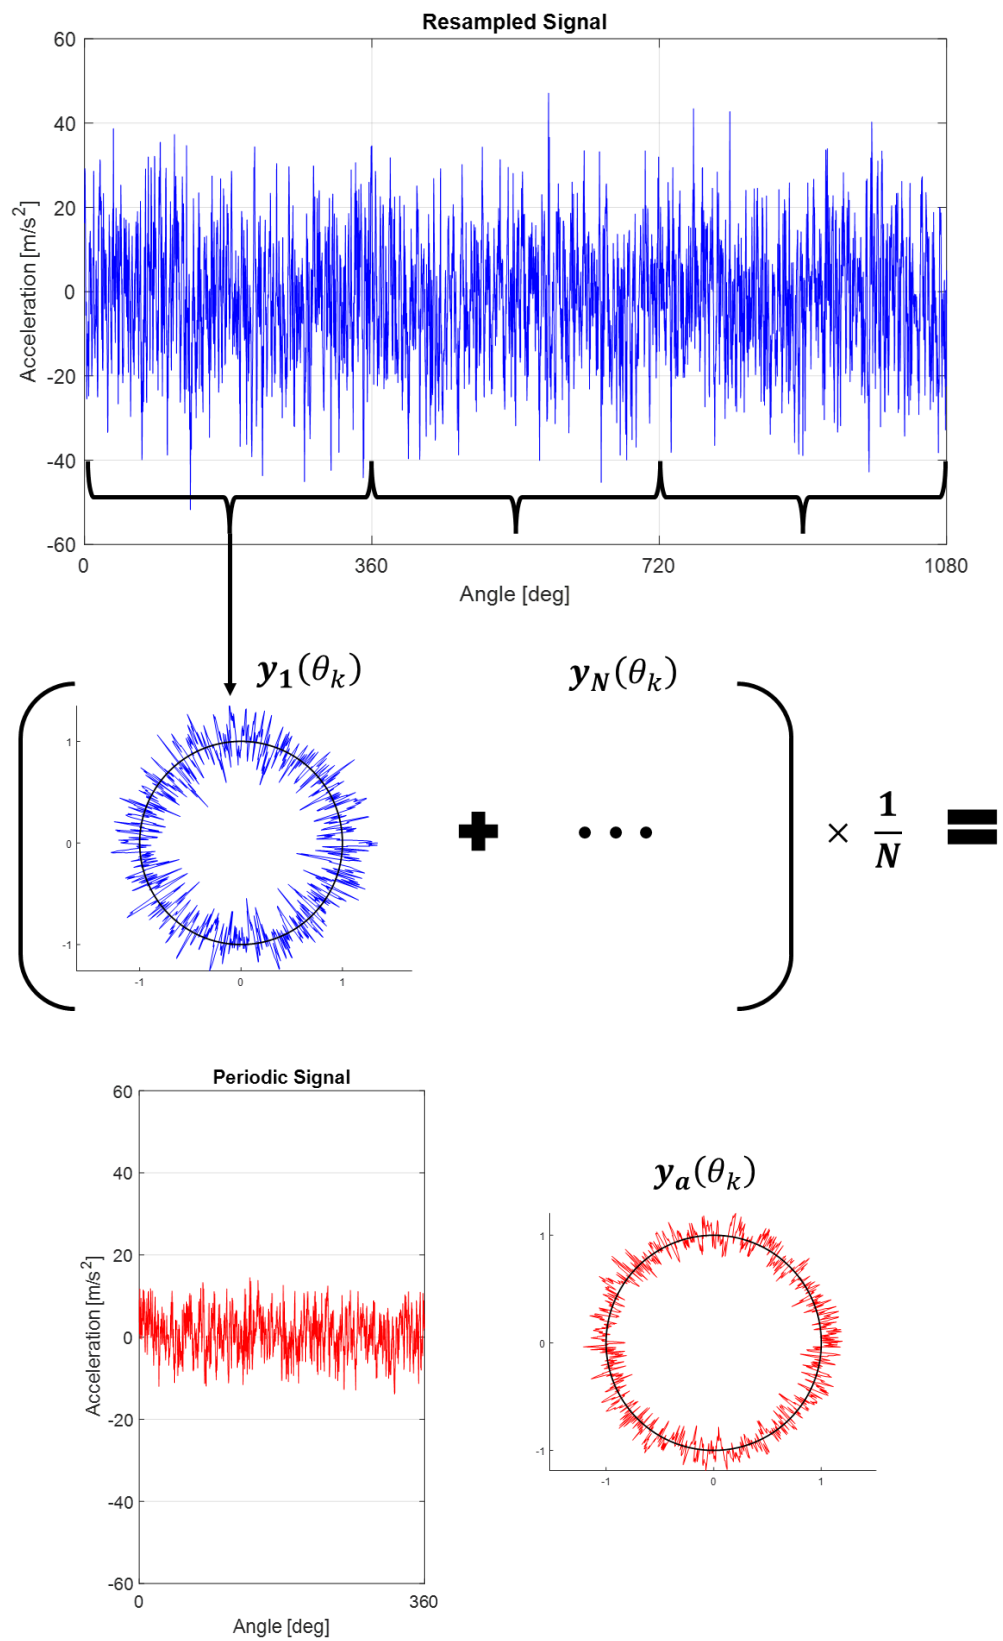 Resampled Signal
60
40
20
0
-20
-40
-60
Acceleration [m/s²]
0 360 720 1080
Angle [deg]
y₁(θₖ) y_N(θₖ)
1
0
-1
-1 0 1
+ • • • × 1/N =
Periodic Signal
60
40
20
0
-20
-40
-60
Acceleration [m/s²]
0 360
Angle [deg]
yₐ(θₖ)
1
0
-1
-1 0 1